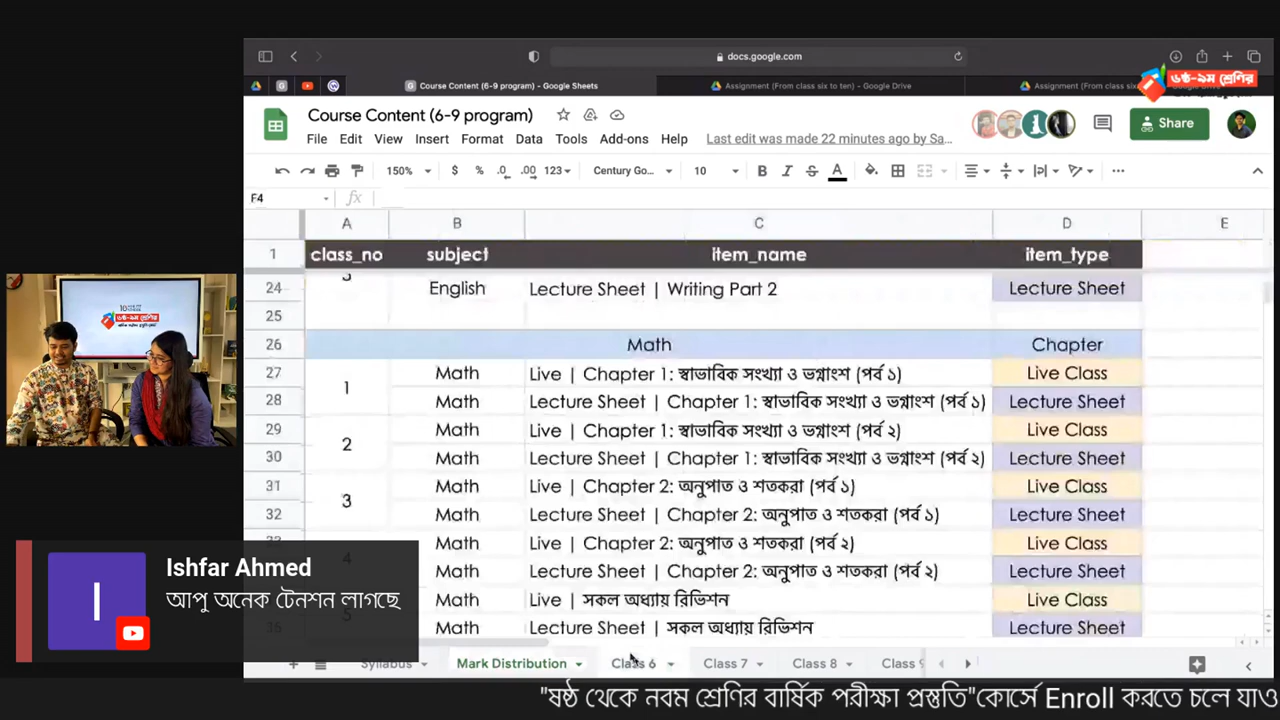 docs.google.com
Course Content (6-9 program) - Google Sheets
Assignment (From class six to ten) - Google Drive
Assignment (From class six
৬ষ্ঠ-৯ম শ্রেণির
Course Content (6-9 program)
File Edit View Insert Format Data Tools Add-ons Help Last edit was made 22 minutes ago by Sa...
Share
150% $ % .0 .00 123 Century Go... 10 B I S A
F4 fx
A B C D E
1 class_no subject item_name item_type
24 English Lecture Sheet | Writing Part 2 Lecture Sheet
25
26 Math Chapter
27 1 Math Live | Chapter 1: স্বাভাবিক সংখ্যা ও ভগ্নাংশ (পর্ব ১) Live Class
28 Math Lecture Sheet | Chapter 1: স্বাভাবিক সংখ্যা ও ভগ্নাংশ (পর্ব ১) Lecture Sheet
29 2 Math Live | Chapter 1: স্বাভাবিক সংখ্যা ও ভগ্নাংশ (পর্ব ২) Live Class
30 Math Lecture Sheet | Chapter 1: স্বাভাবিক সংখ্যা ও ভগ্নাংশ (পর্ব ২) Lecture Sheet
31 3 Math Live | Chapter 2: অনুপাত ও শতকরা (পর্ব ১) Live Class
32 Math Lecture Sheet | Chapter 2: অনুপাত ও শতকরা (পর্ব ১) Lecture Sheet
Math Live | Chapter 2: অনুপাত ও শতকরা (পর্ব ২) Live Class
Math Lecture Sheet | Chapter 2: অনুপাত ও শতকরা (পর্ব ২) Lecture Sheet
Math Live | সকল অধ্যায় রিভিশন Live Class
Math Lecture Sheet | সকল অধ্যায় রিভিশন Lecture Sheet
Syllabus Mark Distribution Class 6 Class 7 Class 8 Class 9
I
Ishfar Ahmed
আপু অনেক টেনশন লাগছে
"ষষ্ঠ থেকে নবম শ্রেণির বার্ষিক পরীক্ষা প্রস্তুতি"কোর্সে Enroll করতে চলে যাও